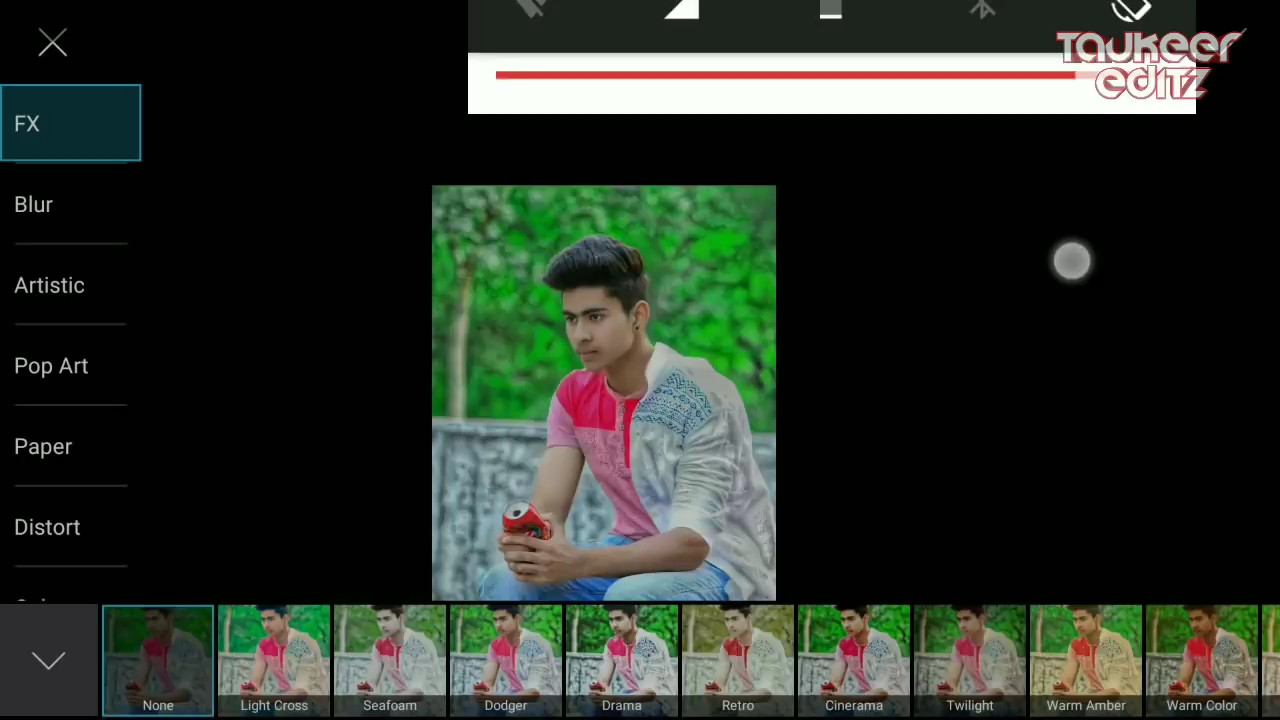 TAUKEER
EDITZ
FX
Blur
Artistic
Pop Art
Paper
Distort
None
Light Cross
Seafoam
Dodger
Drama
Retro
Cinerama
Twilight
Warm Amber
Warm Color